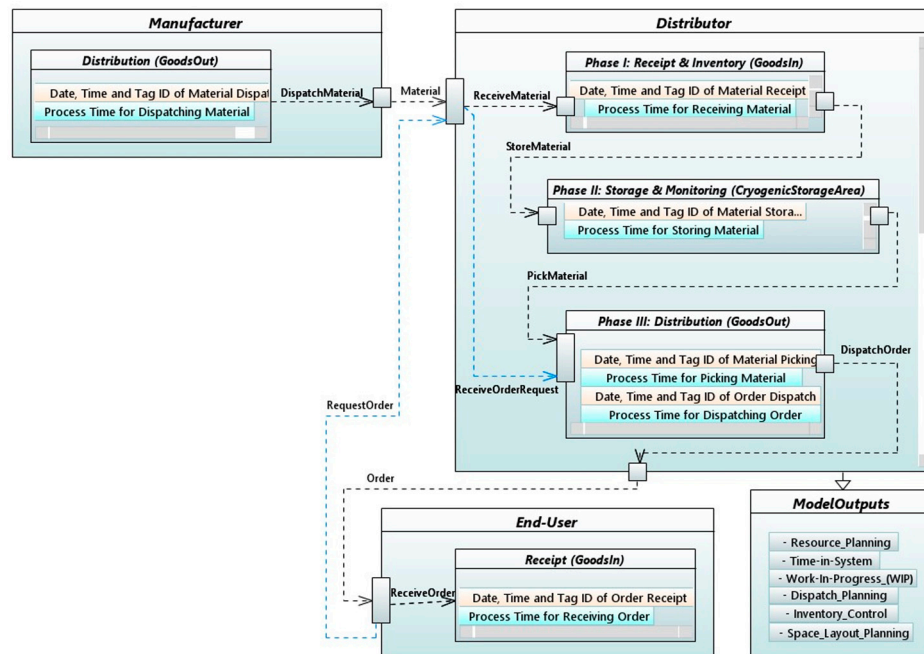 Manufacturer
Distribution (GoodsOut)
Date, Time and Tag ID of Material Dispat
Process Time for Dispatching Material
DispatchMaterial
Material
Distributor
ReceiveMaterial
Phase I: Receipt & Inventory (GoodsIn)
Date, Time and Tag ID of Material Receipt
Process Time for Receiving Material
StoreMaterial
Phase II: Storage & Monitoring (CryogenicStorageArea)
Date, Time and Tag ID of Material Stora...
Process Time for Storing Material
PickMaterial
Phase III: Distribution (GoodsOut)
Date, Time and Tag ID of Material Picking
Process Time for Picking Material
Date, Time and Tag ID of Order Dispatch
Process Time for Dispatching Order
DispatchOrder
ReceiveOrderRequest
RequestOrder
Order
End-User
ReceiveOrder
Receipt (GoodsIn)
Date, Time and Tag ID of Order Receipt
Process Time for Receiving Order
ModelOutputs
- Resource_Planning
- Time-in-System
- Work-In-Progress_(WIP)
- Dispatch_Planning
- Inventory_Control
- Space_Layout_Planning